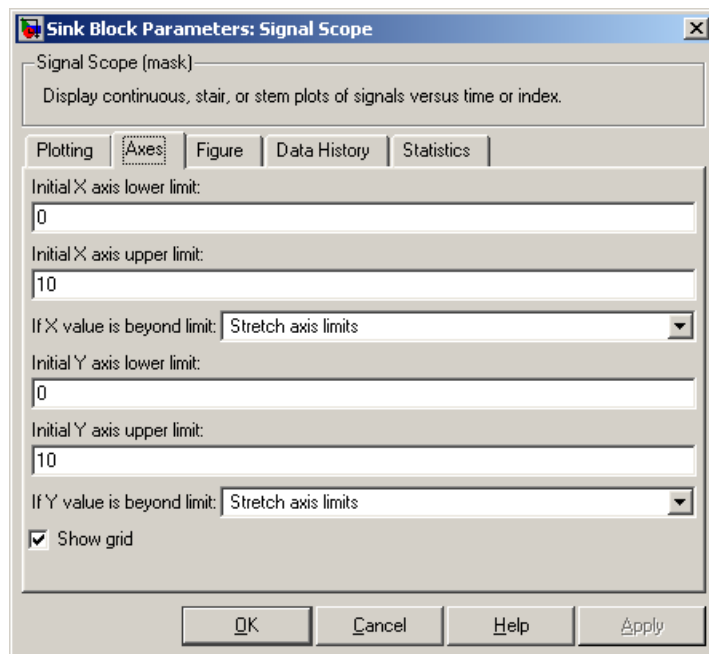 Sink Block Parameters: Signal Scope
Signal Scope (mask)
Display continuous, stair, or stem plots of signals versus time or index.
Plotting Axes Figure Data History Statistics
Initial X axis lower limit:
0
Initial X axis upper limit:
10
If X value is beyond limit: Stretch axis limits
Initial Y axis lower limit:
0
Initial Y axis upper limit:
10
If Y value is beyond limit: Stretch axis limits
Show grid
OK Cancel Help Apply